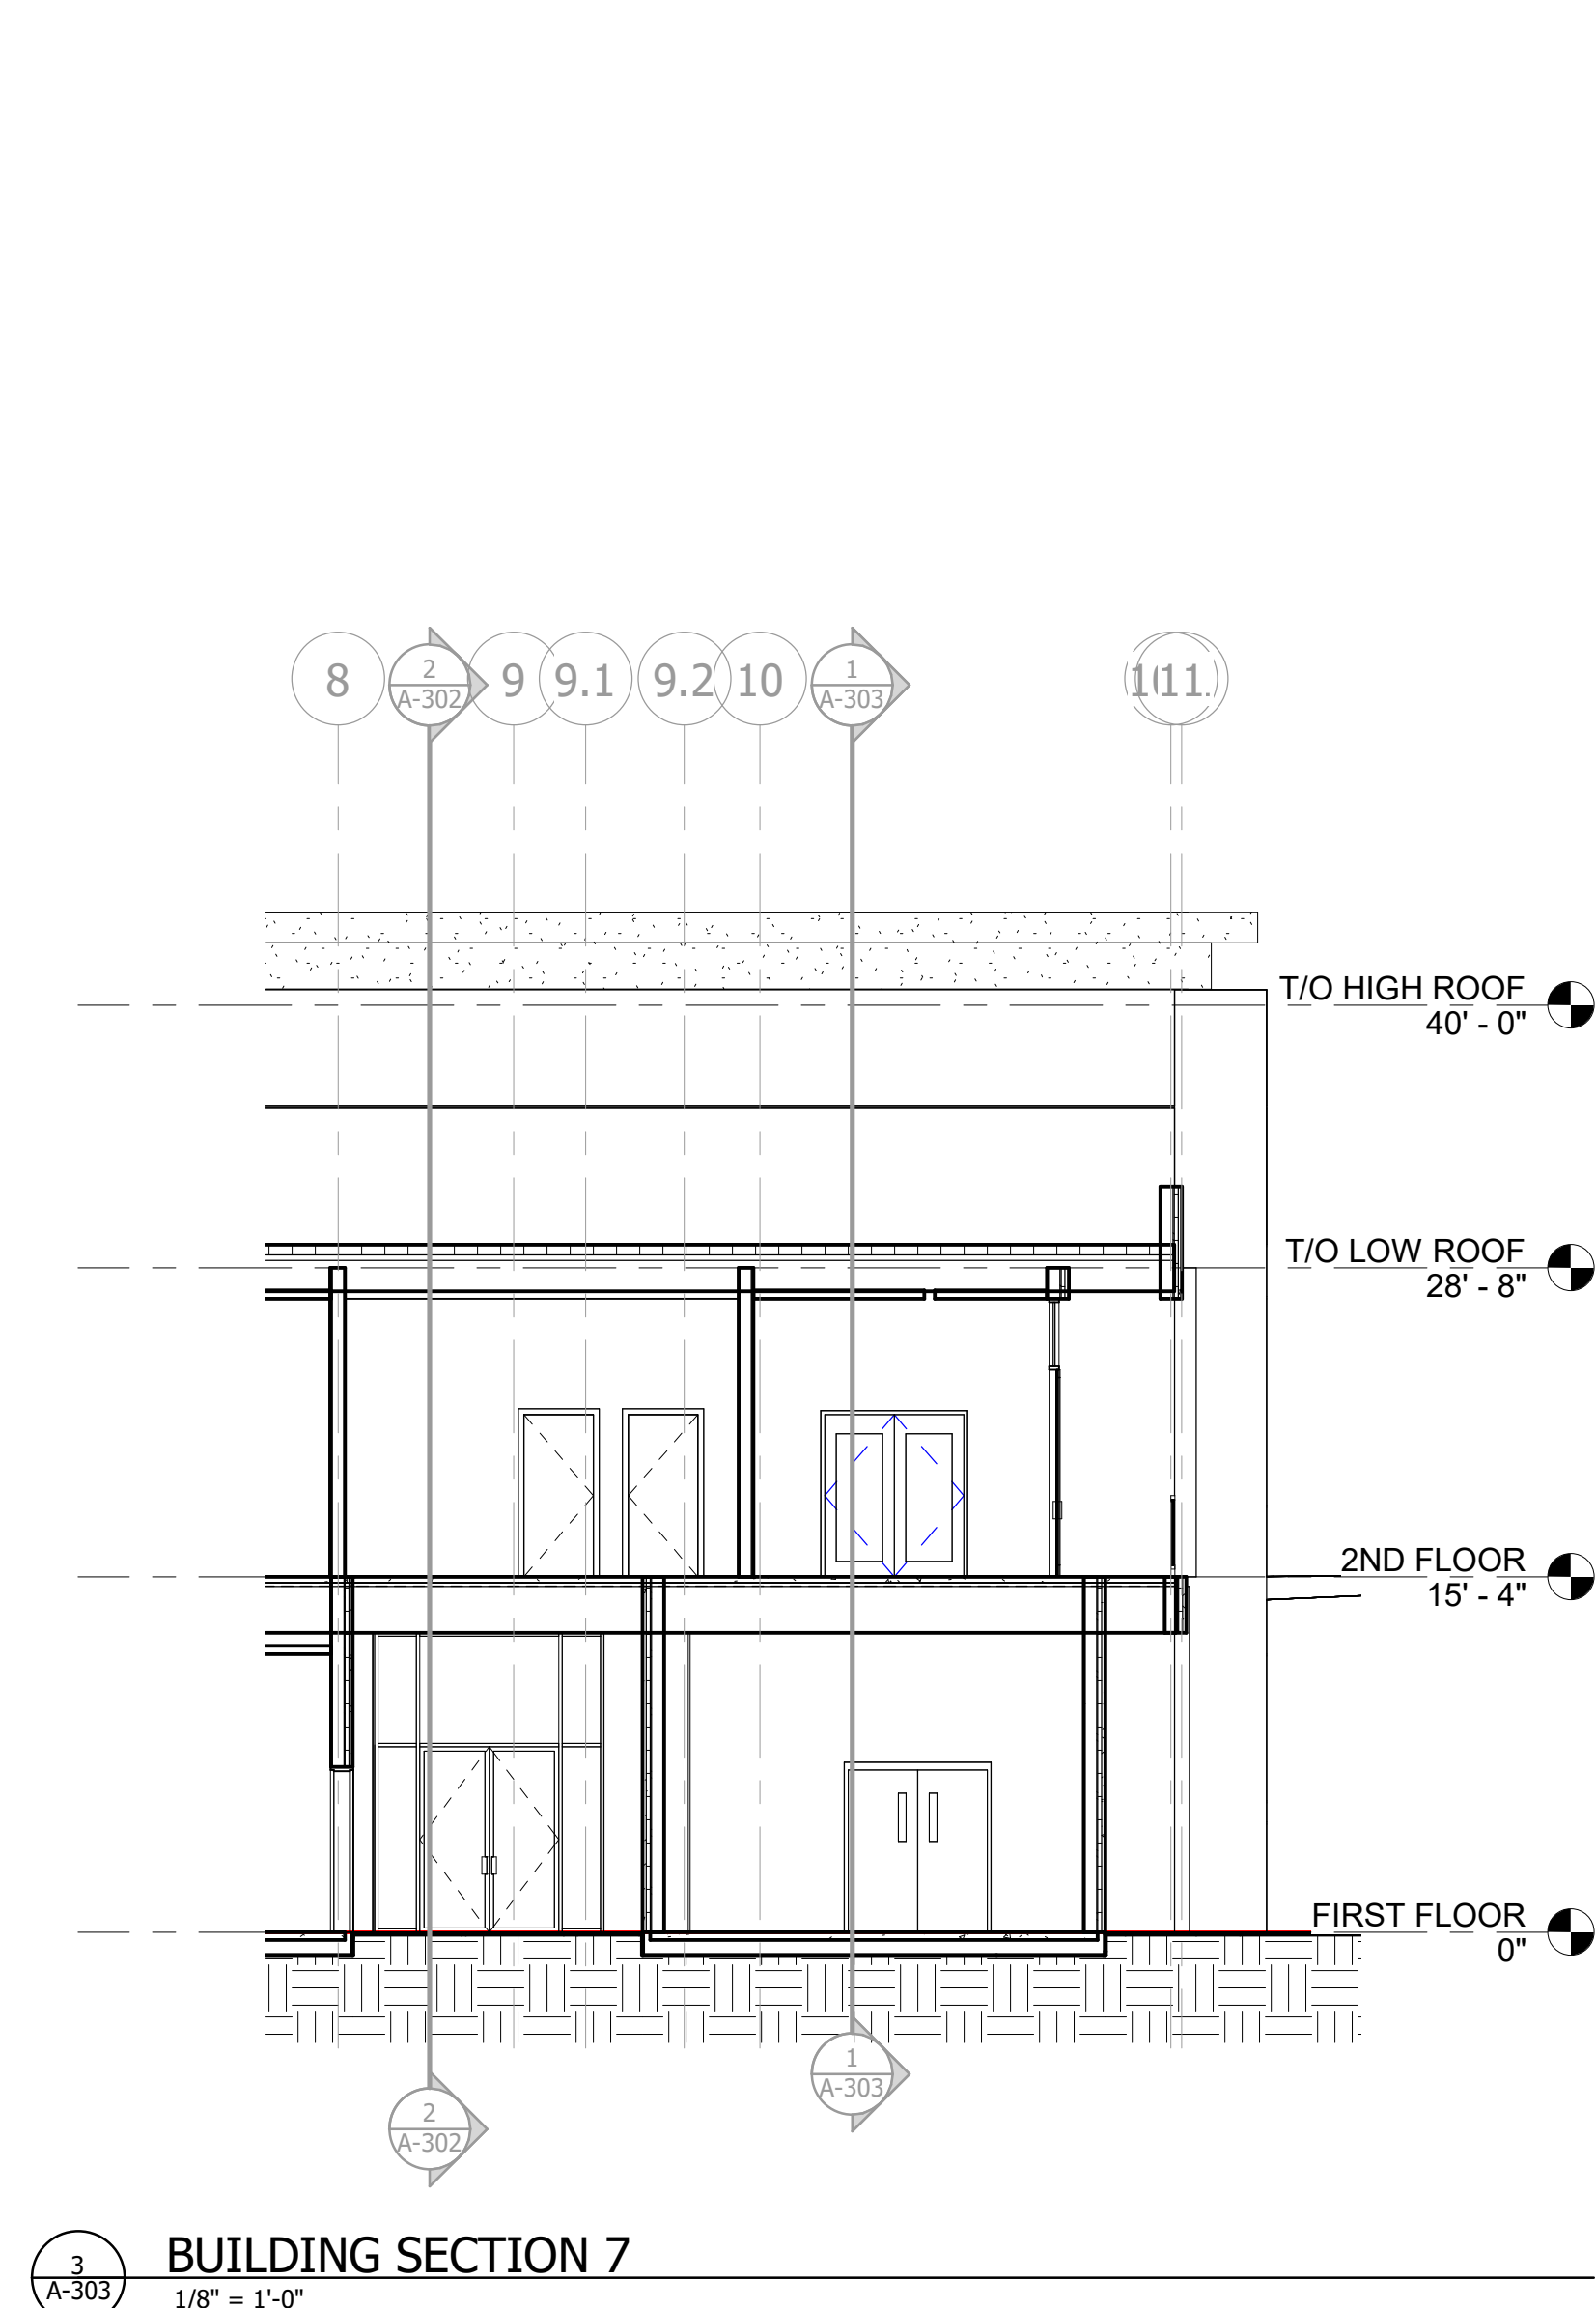 8
2
A-302
9
9.1
9.2
10
1
A-303
11.
T/O HIGH ROOF
40' - 0"
T/O LOW ROOF
28' - 8"
2ND FLOOR
15' - 4"
FIRST FLOOR
0"
1
A-303
2
A-302
3
A-303
BUILDING SECTION 7
1/8" = 1'-0"